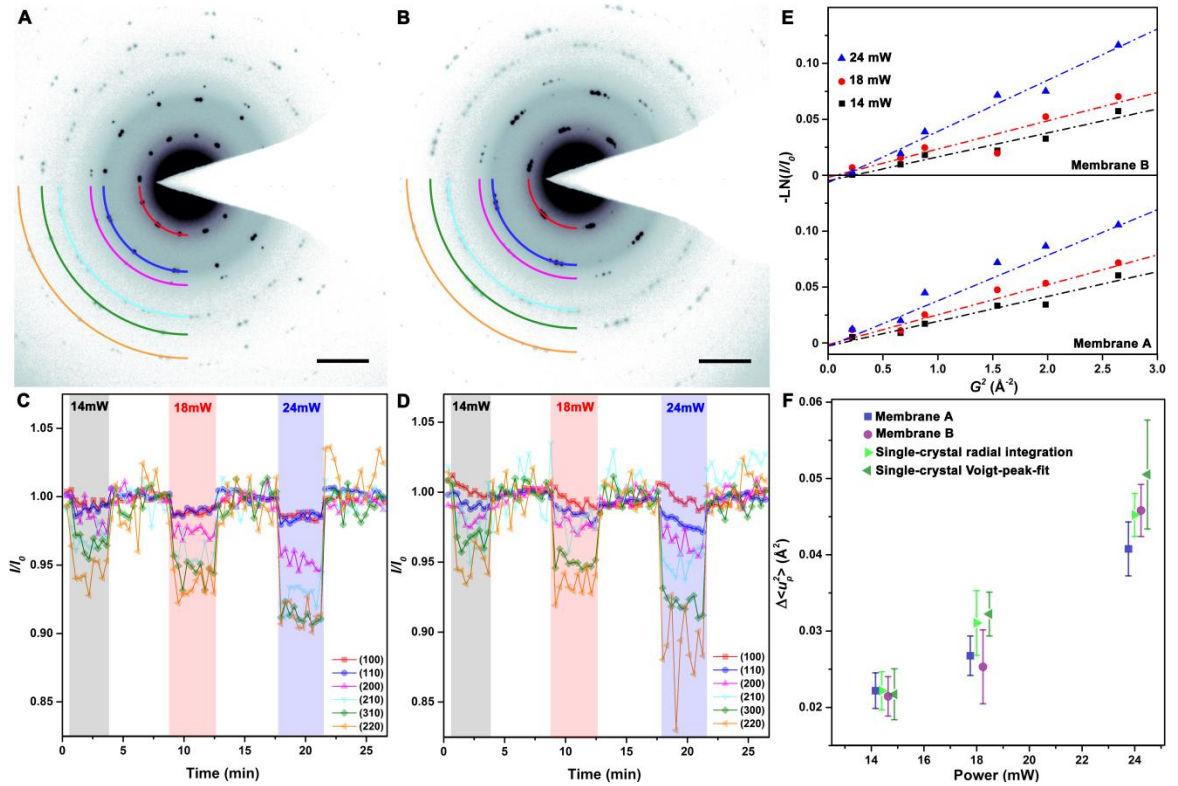 A
B
E
24 mW
18 mW
14 mW
0.10
0.05
0
-LN(I/I₀)
Membrane B
0.10
0.05
0
Membrane A
0.0 0.5 1.0 1.5 2.0 2.5 3.0
G² (Å⁻²)
C
14mW 18mW 24mW
1.05
1.00
0.95
0.90
0.85
I/I₀
(100)
(110)
(200)
(210)
(310)
(220)
0 5 10 15 20 25
Time (min)
D
14mW 18mW 24mW
1.05
1.00
0.95
0.90
0.85
I/I₀
(100)
(110)
(200)
(210)
(300)
(220)
0 5 10 15 20 25
Time (min)
F
0.06
0.05
0.04
0.03
0.02
Δ<uₚ²> (Å²)
Membrane A
Membrane B
Single-crystal radial integration
Single-crystal Voigt-peak-fit
14 16 18 20 22 24
Power (mW)